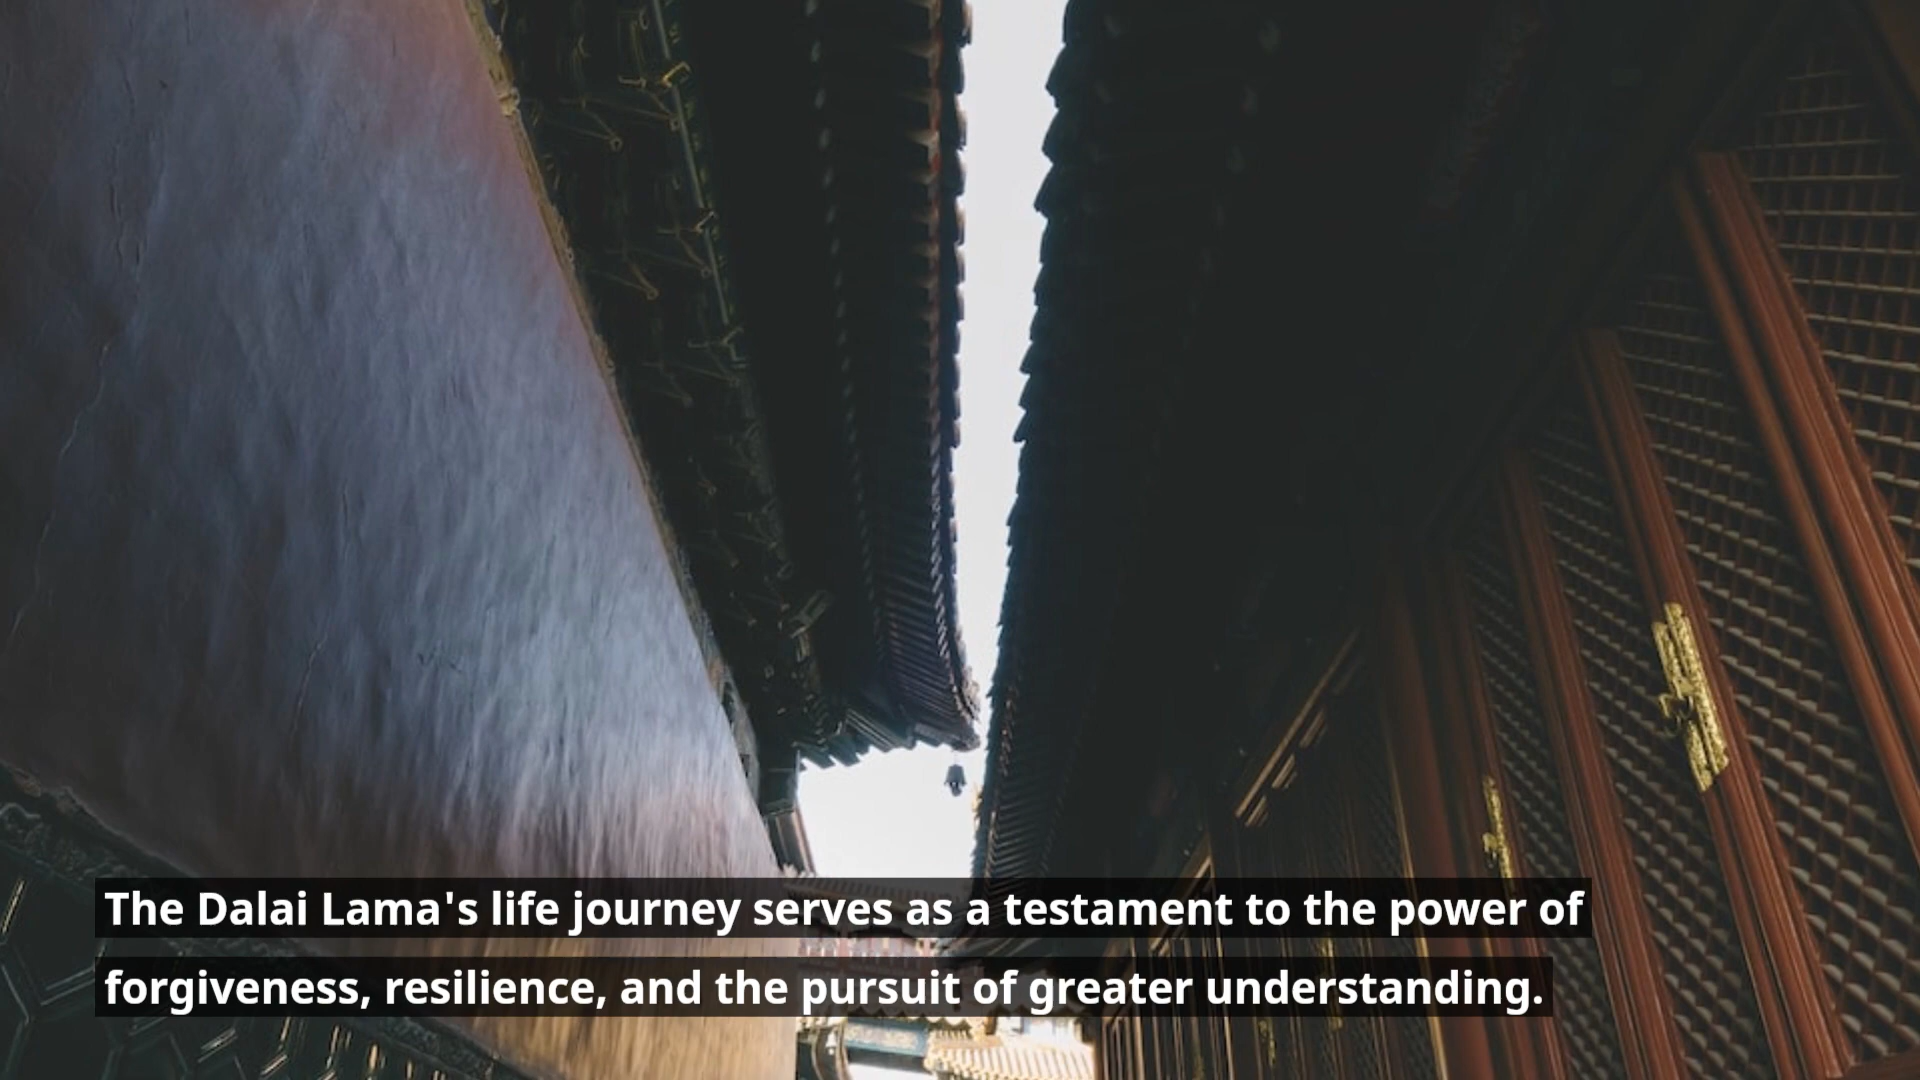 The Dalai Lama's life journey serves as a testament to the power of
forgiveness, resilience, and the pursuit of greater understanding.